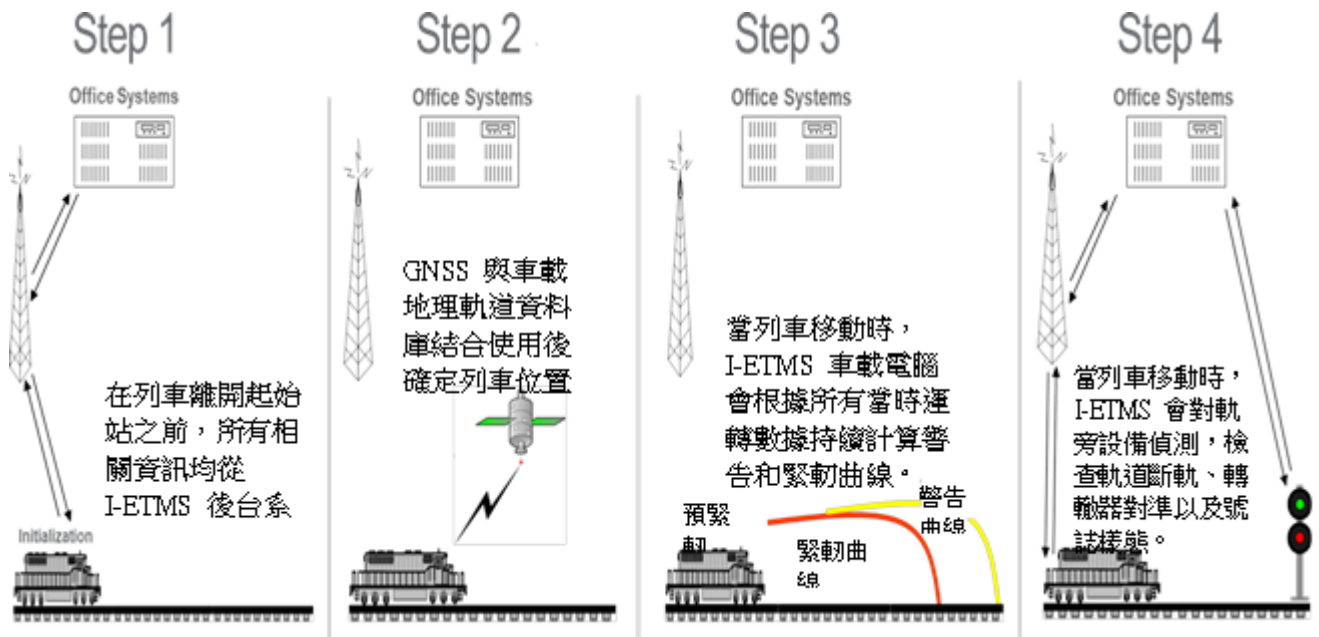 Step 1
Office Systems
在列車離開起始
站之前，所有相
關資訊均從
I-ETMS 後台系
Initialization
Step 2
Office Systems
GNSS 與車載
地理軌道資料
庫結合使用後
確定列車位置
Step 3
Office Systems
當列車移動時，
I-ETMS 車載電腦
會根據所有當時運
轉數據持續計算警
告和緊軔曲線。
預緊
軔
警告
曲線
緊軔曲
線
Step 4
Office Systems
當列車移動時，
I-ETMS 會對軌
旁設備偵測，檢
查軌道斷軌、轉
轍器對準以及號
誌樣態。